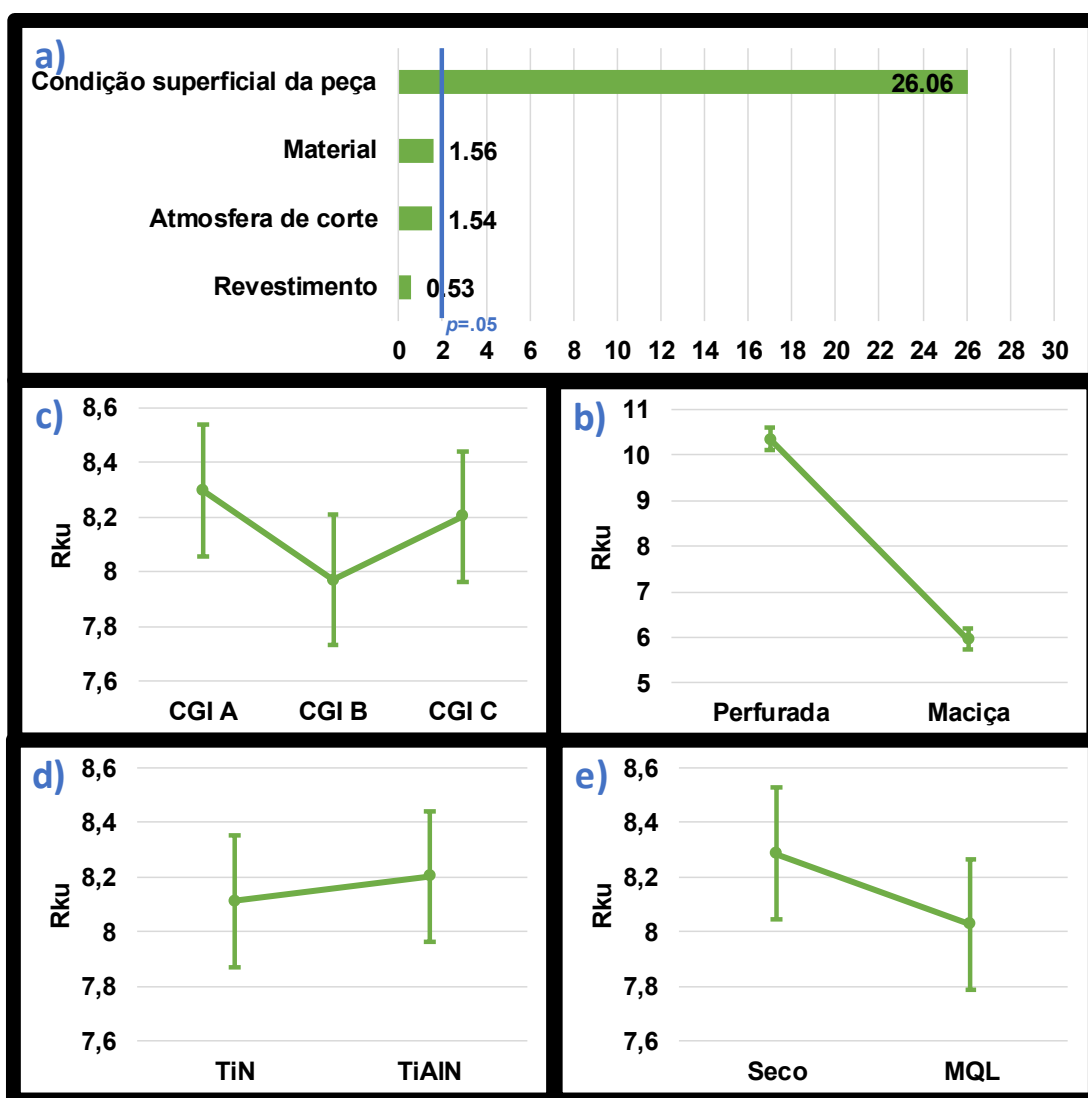 a)
Condição superficial da peça
26.06
Material
1.56
Atmosfera de corte
1.54
Revestimento
0.53
p=.05
0 2 4 6 8 10 12 14 16 18 20 22 24 26 28 30
c)
Rku
8,6
8,4
8,2
8
7,8
7,6
CGI A CGI B CGI C
b)
Rku
11
10
9
8
7
6
5
Perfurada Maciça
d)
Rku
8,6
8,4
8,2
8
7,8
7,6
TiN TiAlN
e)
Rku
8,6
8,4
8,2
8
7,8
7,6
Seco MQL